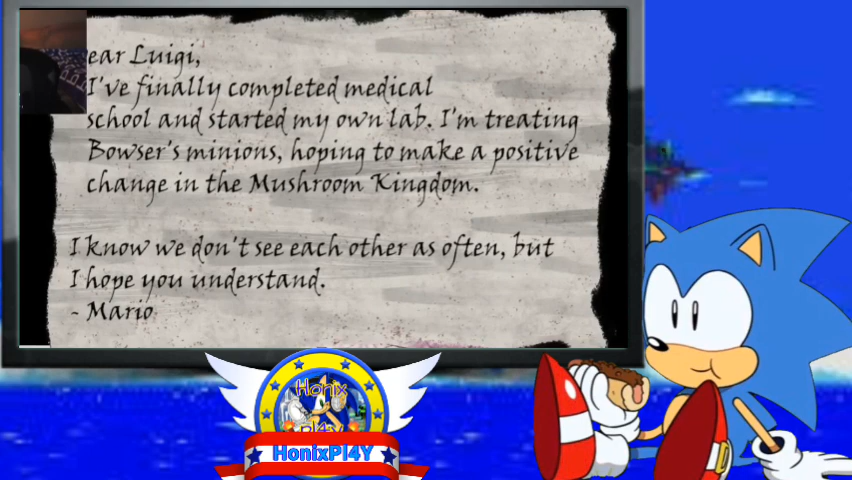 ear Luigi,
I've finally completed medical
school and started my own lab. I'm treating
Bowser's minions, hoping to make a positive
change in the Mushroom Kingdom.
I know we don't see each other as often, but
I hope you understand.
- Mario
Honix
Pl4Y
HonixPl4Y